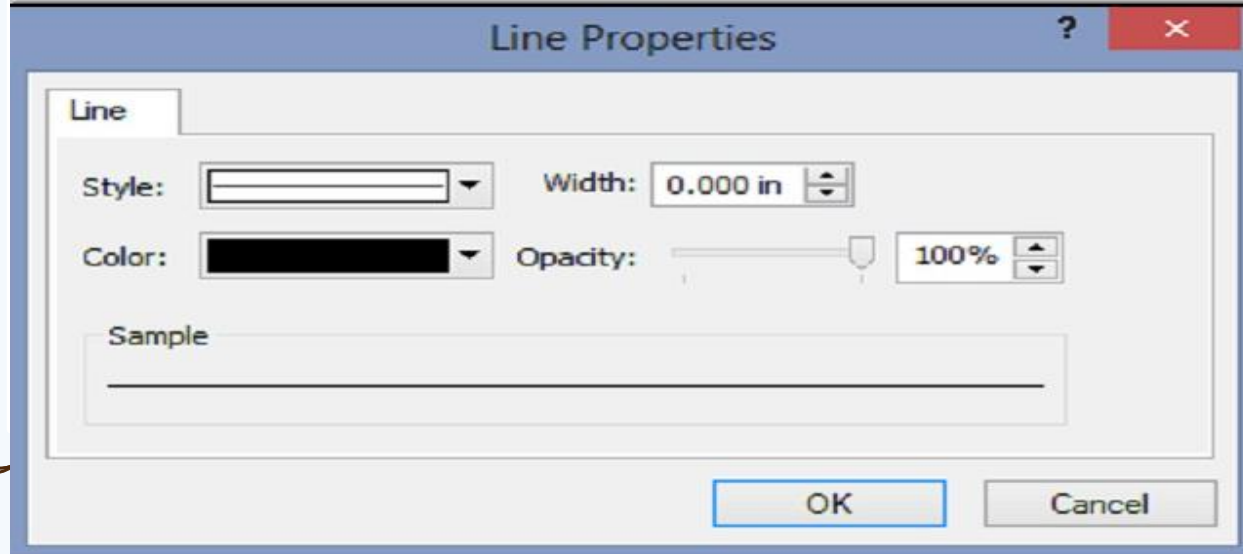 Line Properties ? ×
Line
Style: Width: 0.000 in
Color: Opacity: 100%
Sample
OK Cancel